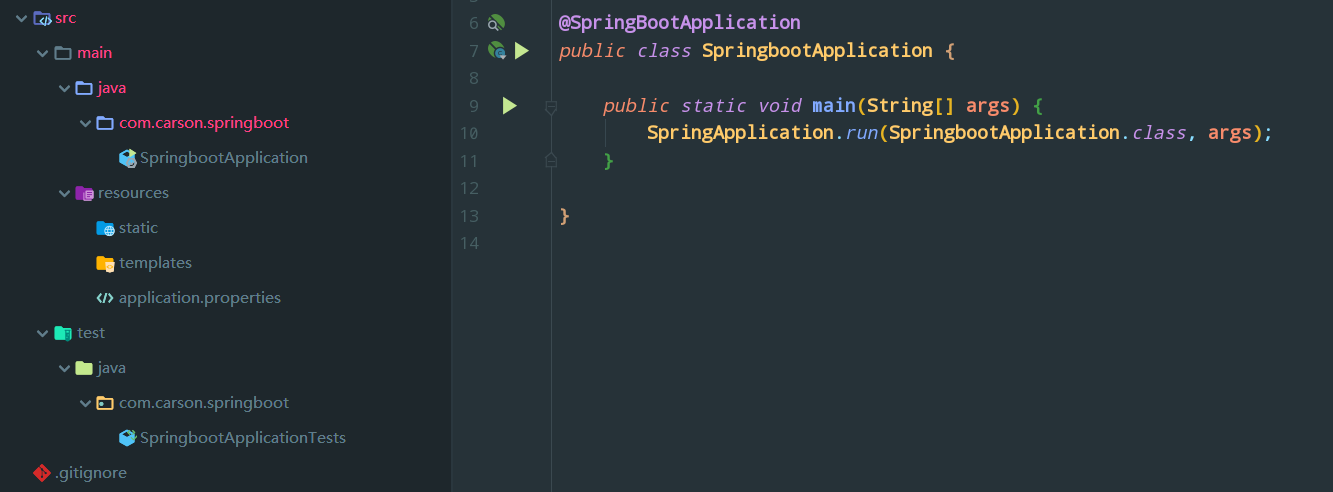 src
main
java
com.carson.springboot
SpringbootApplication
resources
static
templates
application.properties
test
java
com.carson.springboot
SpringbootApplicationTests
.gitignore
6 @SpringBootApplication
7 public class SpringbootApplication {
8
9 public static void main(String[] args) {
10 SpringApplication.run(SpringbootApplication.class, args);
11 }
12
13 }
14